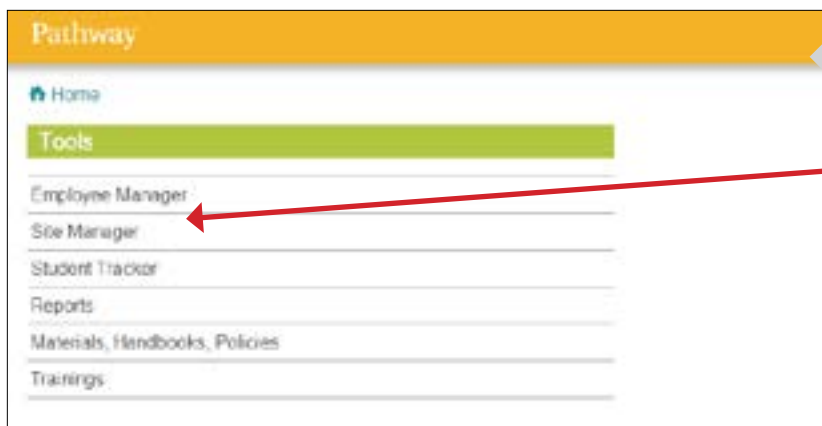 Pathway
Home
Tools
Employee Manager
Site Manager
Student Tracker
Reports
Materials, Handbooks, Policies
Trainings